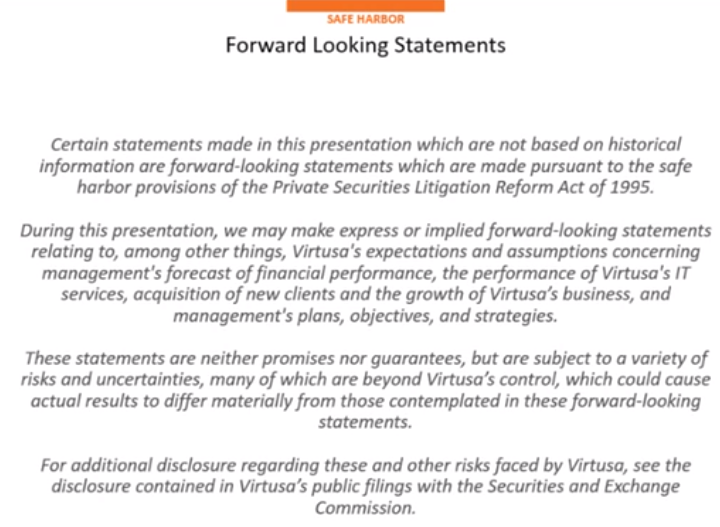 SAFE HARBOR
Forward Looking Statements
Certain statements made in this presentation which are not based on historical
information are forward-looking statements which are made pursuant to the safe
harbor provisions of the Private Securities Litigation Reform Act of 1995.
During this presentation, we may make express or implied forward-looking statements
relating to, among other things, Virtusa's expectations and assumptions concerning
management's forecast of financial performance, the performance of Virtusa's IT
services, acquisition of new clients and the growth of Virtusa’s business, and
management's plans, objectives, and strategies.
These statements are neither promises nor guarantees, but are subject to a variety of
risks and uncertainties, many of which are beyond Virtusa’s control, which could cause
actual results to differ materially from those contemplated in these forward-looking
statements.
For additional disclosure regarding these and other risks faced by Virtusa, see the
disclosure contained in Virtusa’s public filings with the Securities and Exchange
Commission.